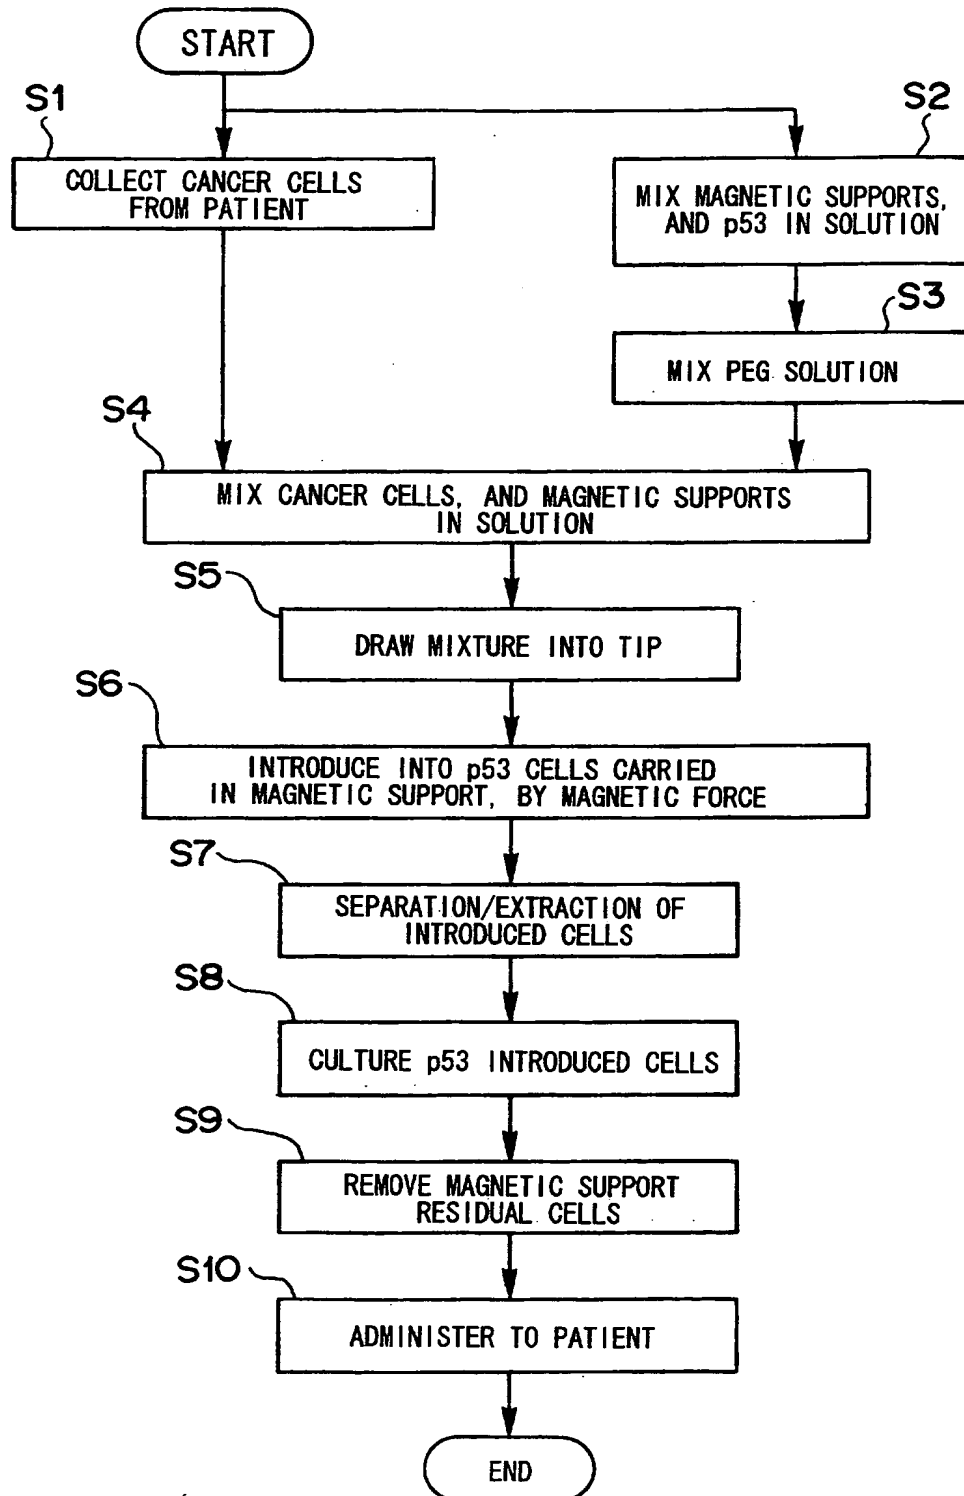 START
S1
S2
COLLECT CANCER CELLS
FROM PATIENT
MIX MAGNETIC SUPPORTS,
AND p53 IN SOLUTION
S3
MIX PEG SOLUTION
S4
MIX CANCER CELLS, AND MAGNETIC SUPPORTS
IN SOLUTION
S5
DRAW MIXTURE INTO TIP
S6
INTRODUCE INTO p53 CELLS CARRIED
IN MAGNETIC SUPPORT, BY MAGNETIC FORCE
S7
SEPARATION/EXTRACTION OF
INTRODUCED CELLS
S8
CULTURE p53 INTRODUCED CELLS
S9
REMOVE MAGNETIC SUPPORT
RESIDUAL CELLS
S10
ADMINISTER TO PATIENT
END